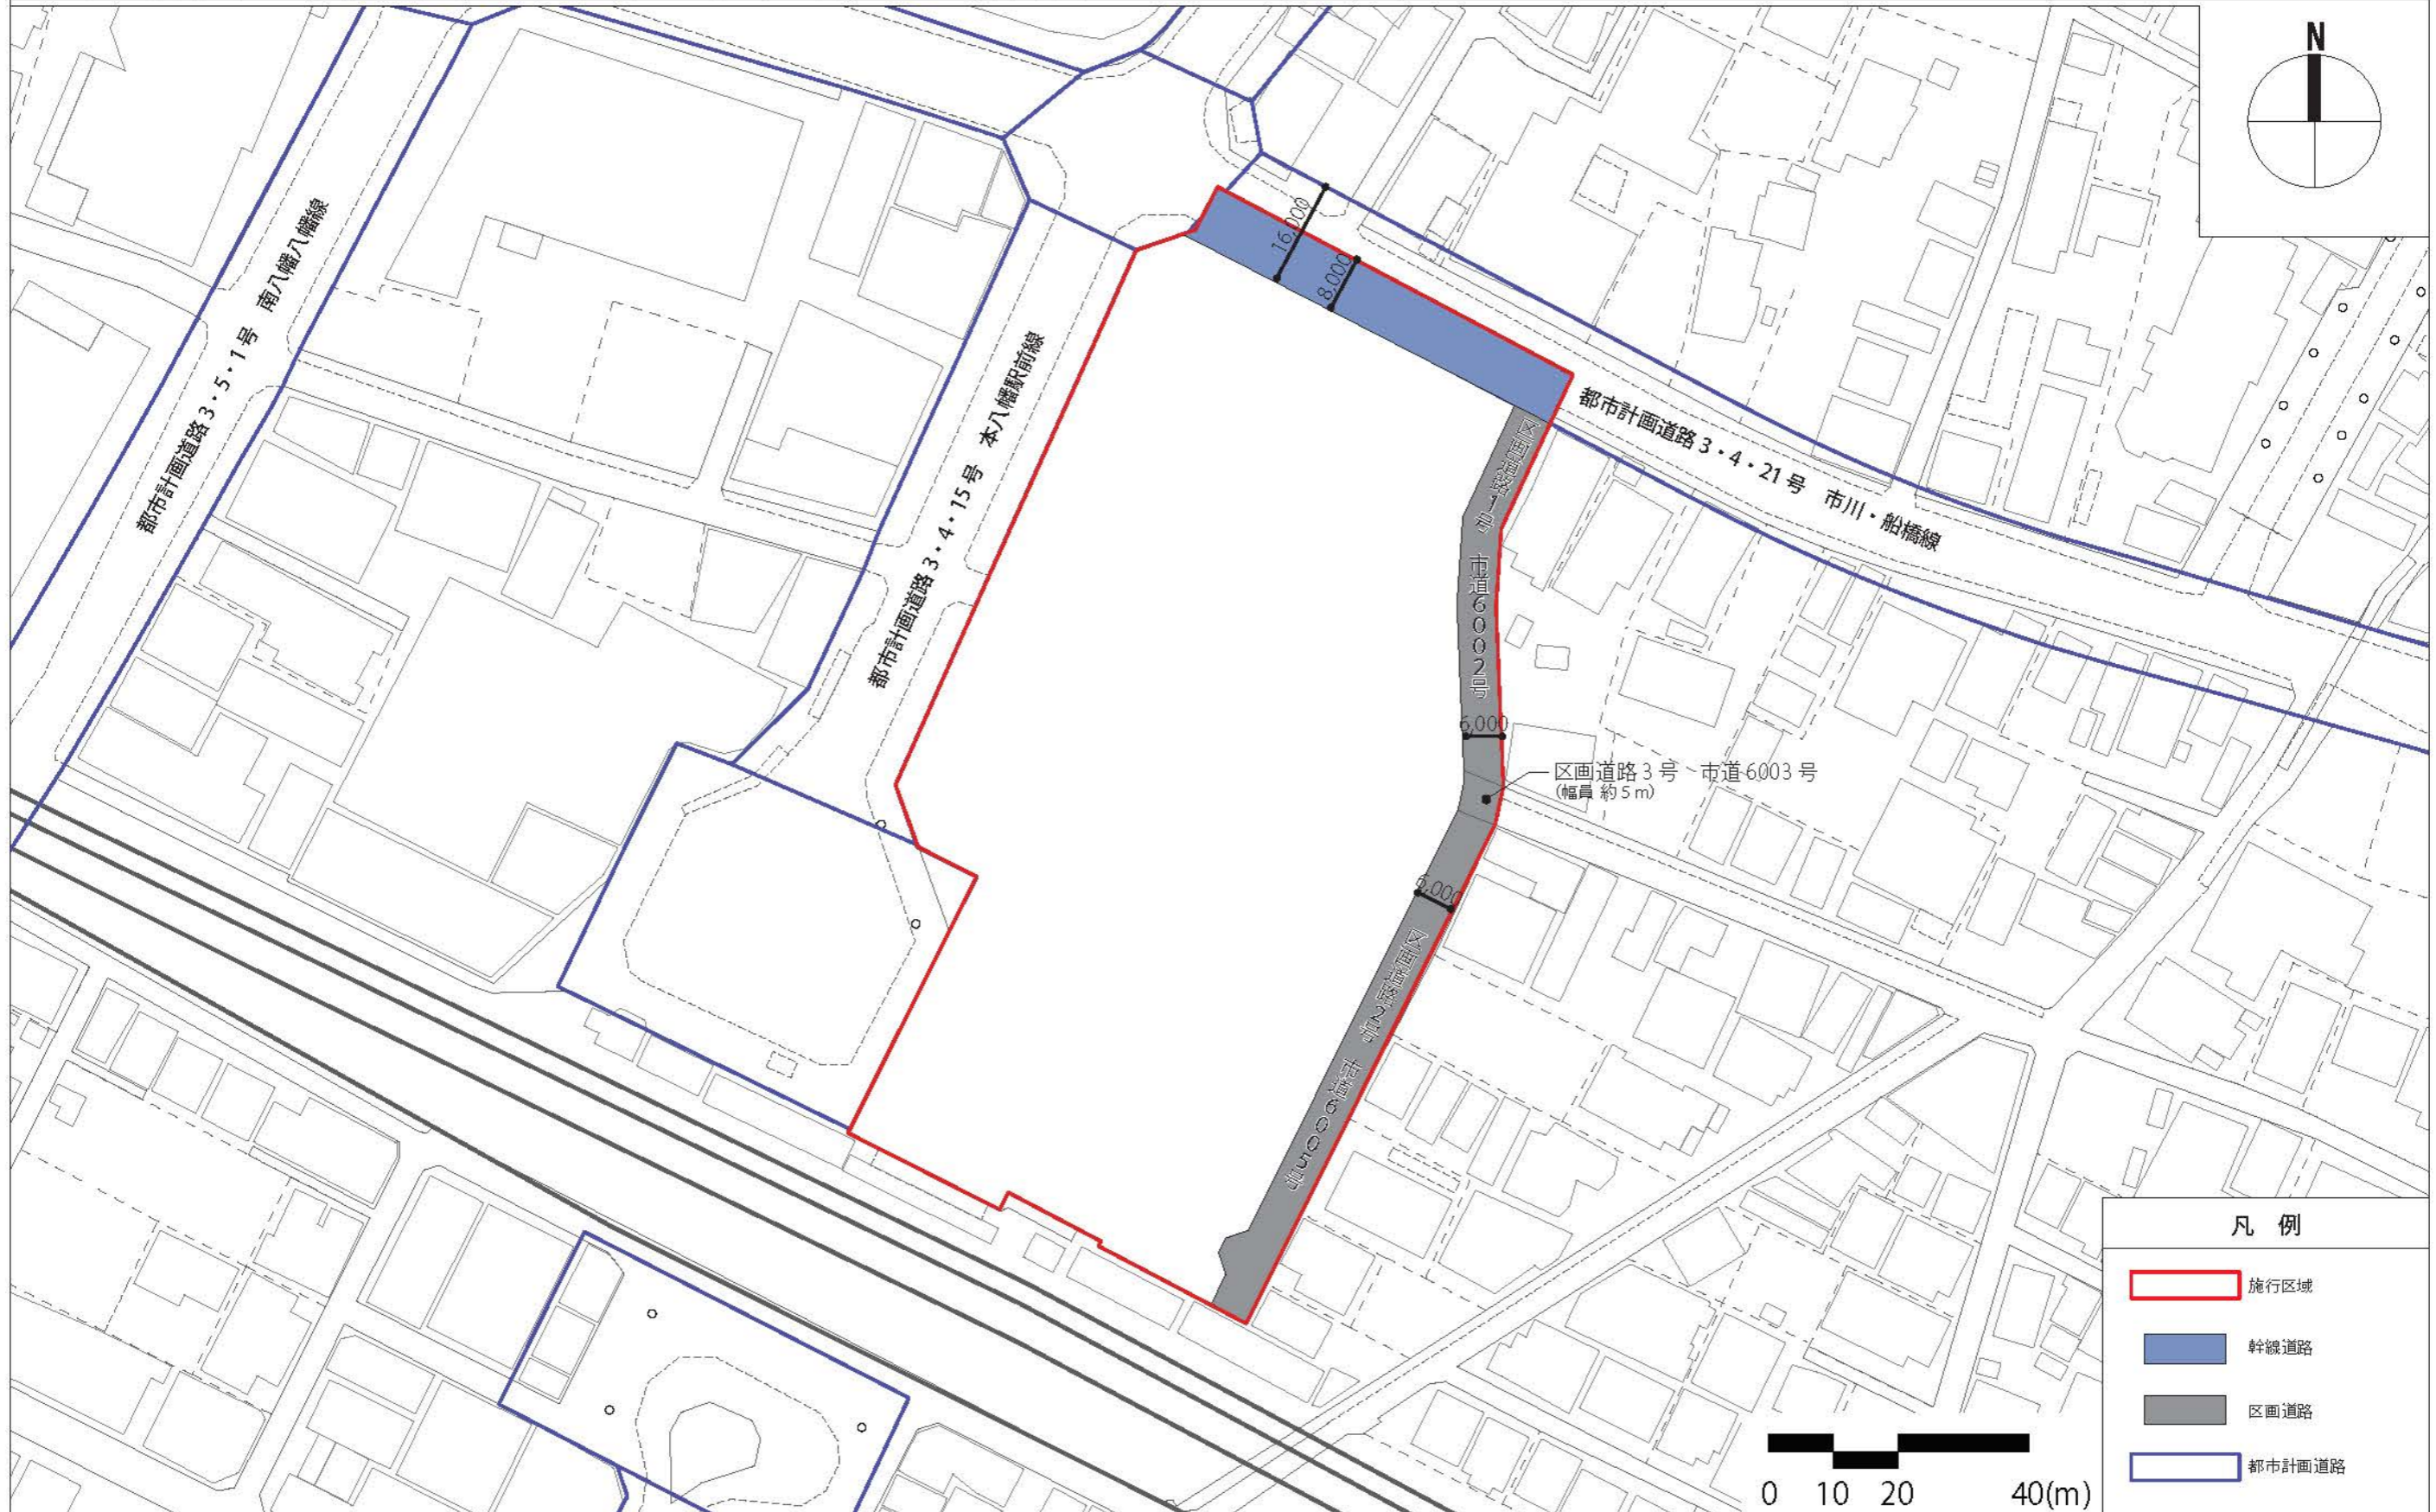 N
都市計画道路3・5・1号　南八幡八幡線
都市計画道路3・4・15号　本八幡駅前線
16,000
8,000
都市計画道路3・4・21号　市川・船橋線
区画道路1号　市道6002号
6,000
区画道路3号　市道6003号
(幅員 約5m)
6,000
区画道路2号　市道6005号
凡 例
施行区域
幹線道路
区画道路
都市計画道路
0 10 20 40(m)